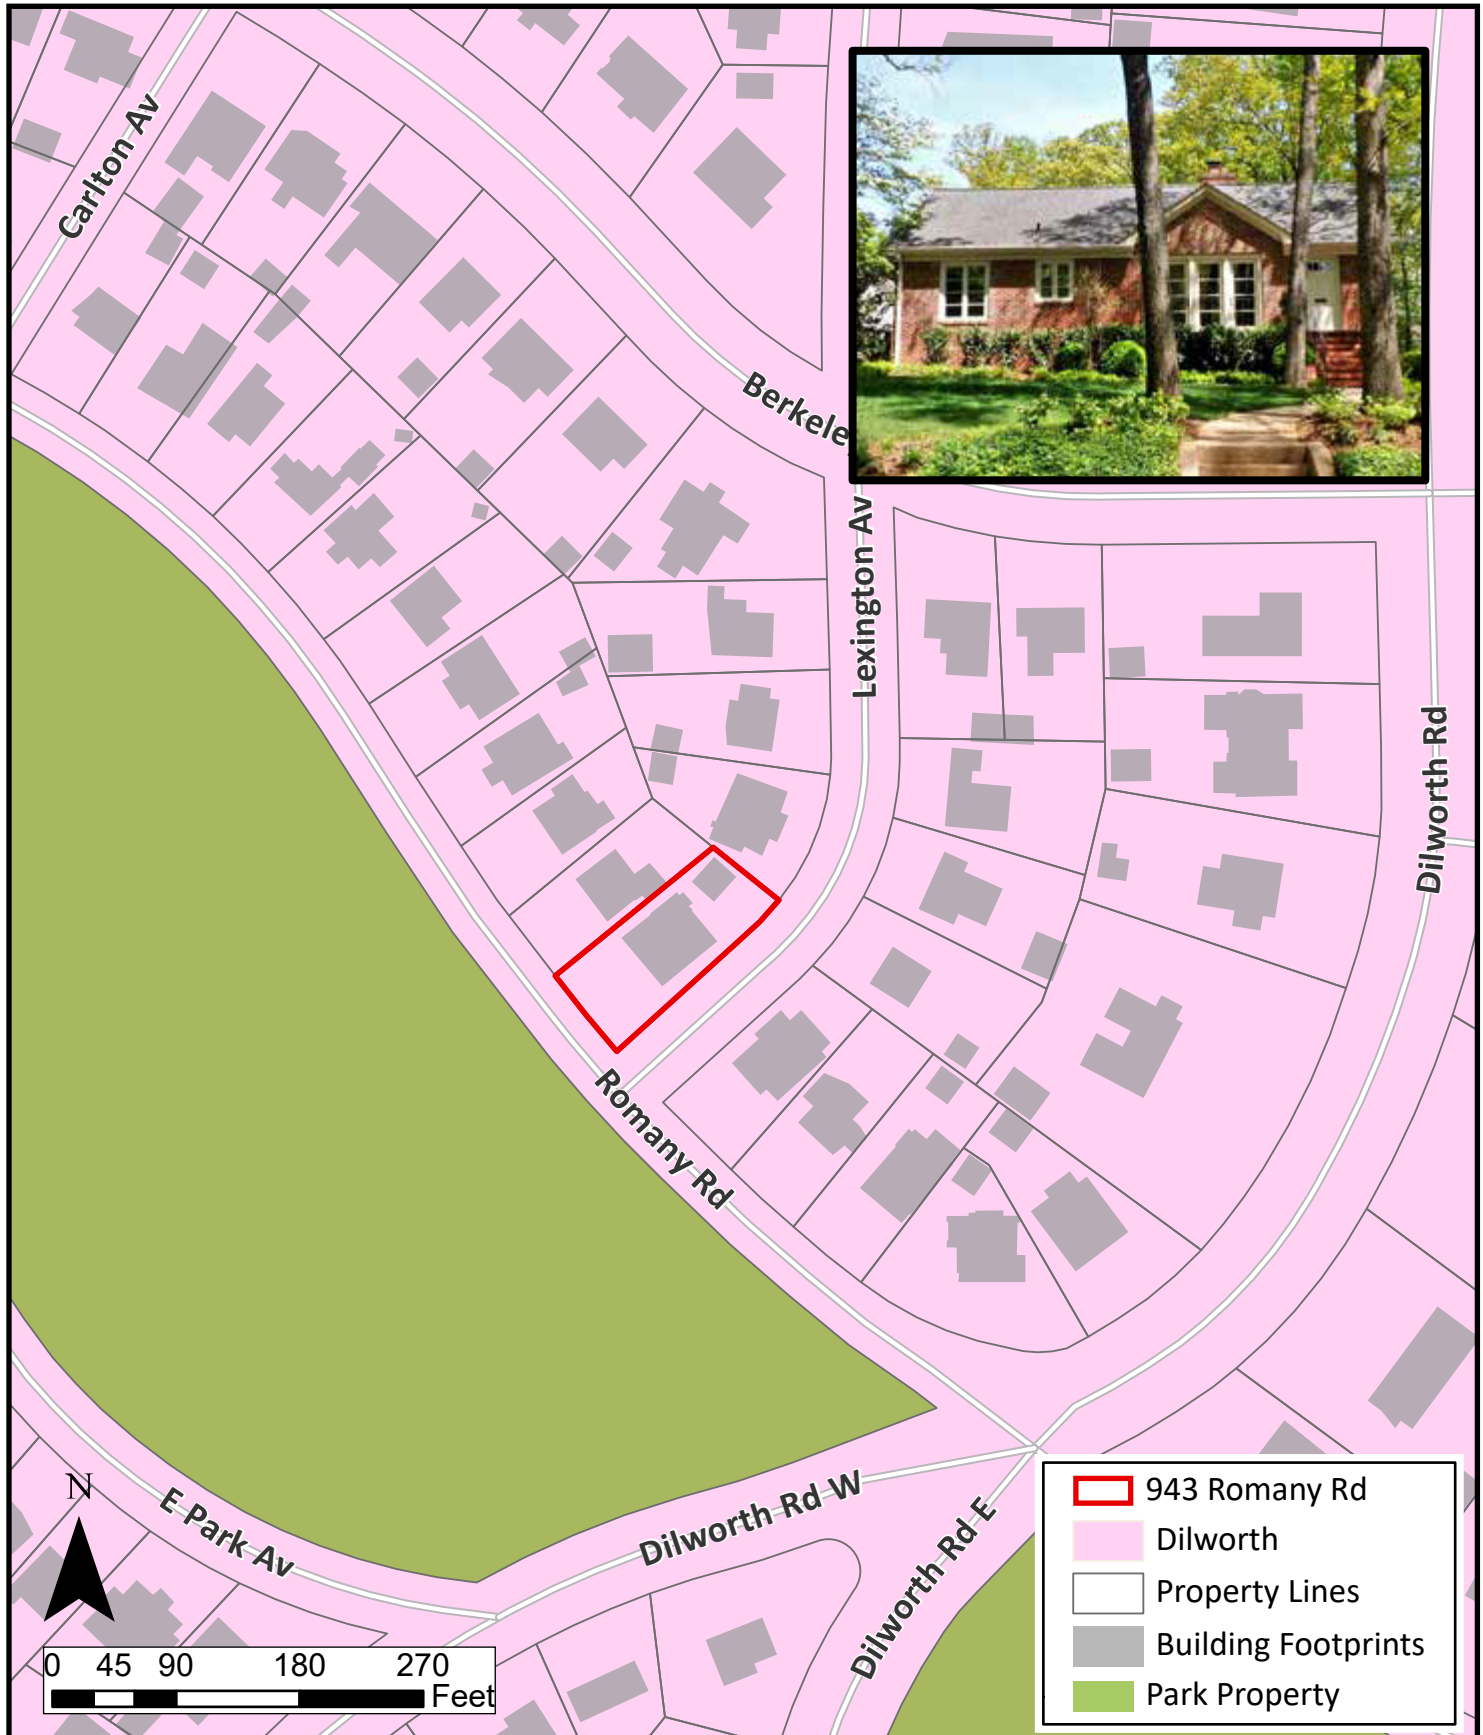 Carlton Av
Berkele
Lexington Av
Dilworth Rd
Romany Rd
E Park Av
Dilworth Rd W
Dilworth Rd E
N
0 45 90 180 270
Feet
943 Romany Rd
Dilworth
Property Lines
Building Footprints
Park Property